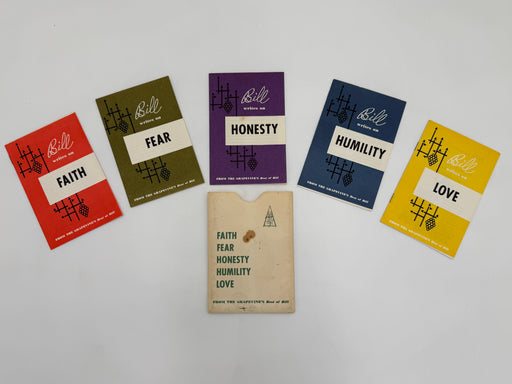 Bill
writes on
FAITH
FROM THE GRAPEVINE'S Best of Bill
Bill
writes on
FEAR
FROM THE GRAPEVINE'S Best of Bill
Bill
writes on
HONESTY
FROM THE GRAPEVINE'S Best of Bill
Bill
writes on
HUMILITY
FROM THE GRAPEVINE'S Best of Bill
Bill
writes on
LOVE
FROM THE GRAPEVINE'S Best of Bill
FAITH
FEAR
HONESTY
HUMILITY
LOVE
FROM THE GRAPEVINE'S Best of Bill